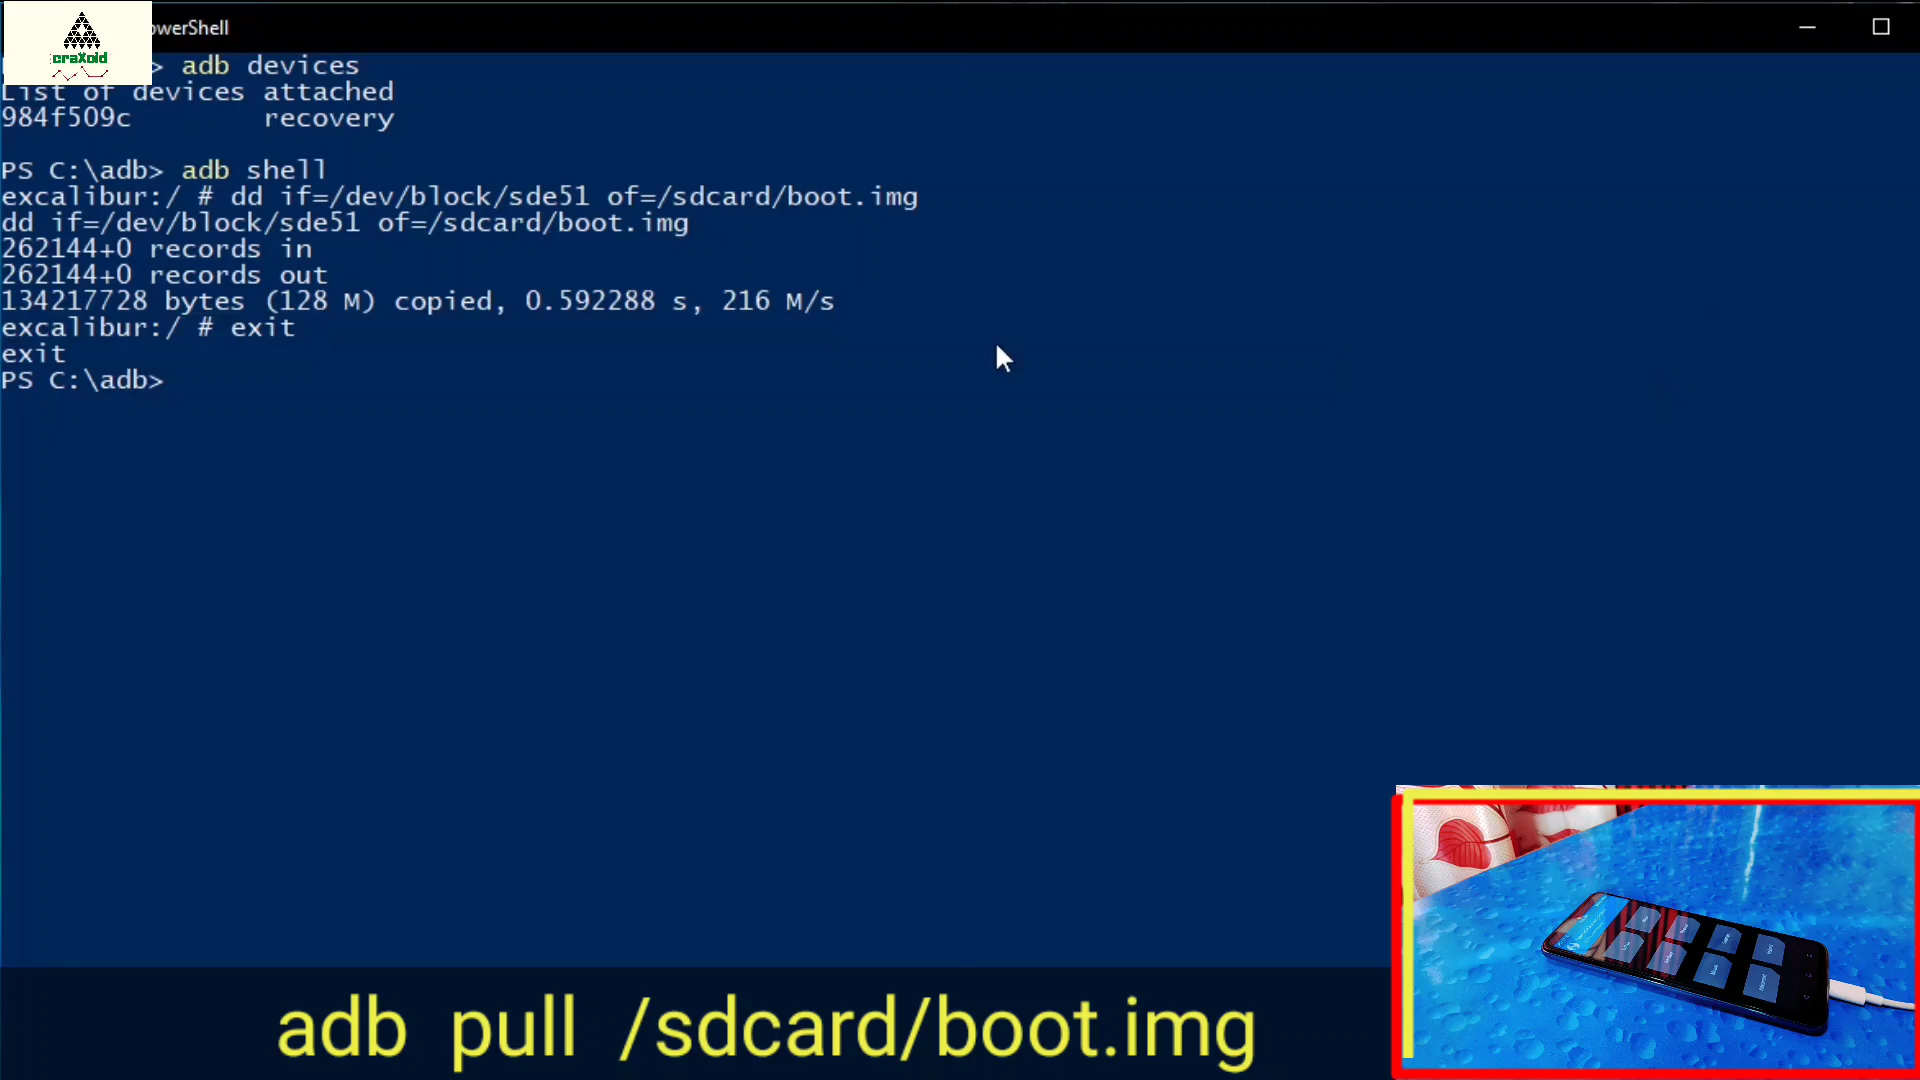 craXoid
owerShell
> adb devices
List of devices attached
984f509c recovery
PS C:\adb> adb shell
excalibur:/ # dd if=/dev/block/sde51 of=/sdcard/boot.img
dd if=/dev/block/sde51 of=/sdcard/boot.img
262144+0 records in
262144+0 records out
134217728 bytes (128 M) copied, 0.592288 s, 216 M/s
excalibur:/ # exit
exit
PS C:\adb>
adb pull /sdcard/boot.img